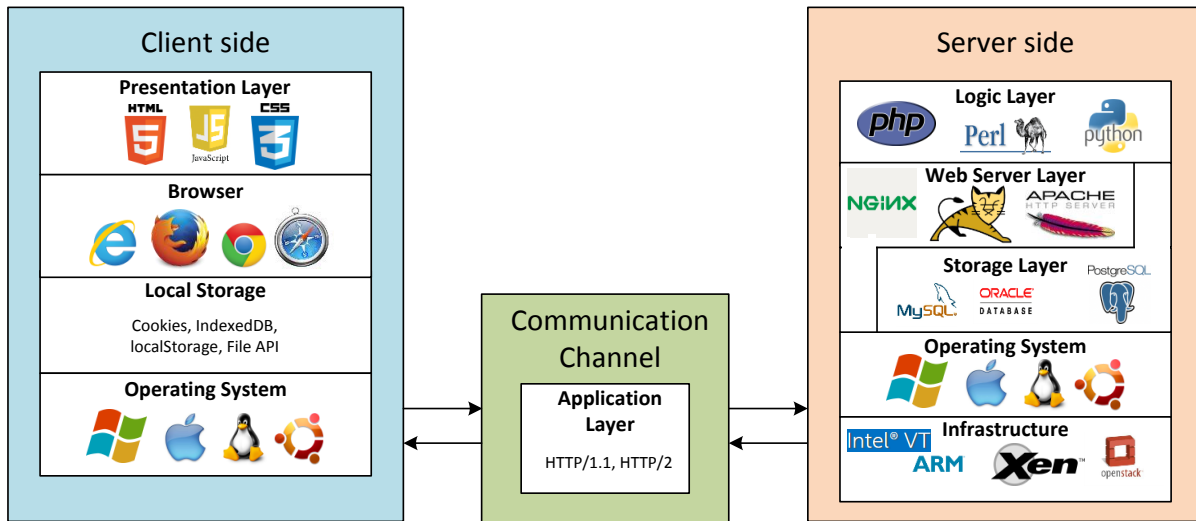 Client side
Presentation Layer
HTML
5
JS
JavaScript
CSS
3
Browser
Local Storage
Cookies, IndexedDB,
localStorage, File API
Operating System
Communication
Channel
Application
Layer
HTTP/1.1, HTTP/2
Server side
Logic Layer
php
Perl
python
Web Server Layer
NGiNX
APACHE
HTTP SERVER
Storage Layer
MySQL®
ORACLE
DATABASE
PostgreSQL
Operating System
Infrastructure
Intel® VT
ARM
Xen™
openstack